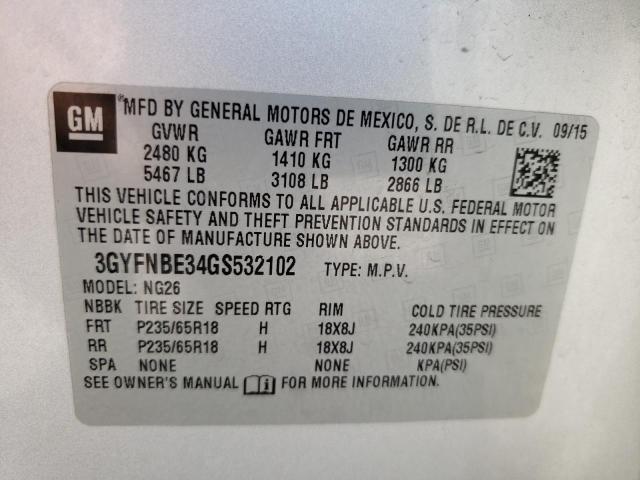 GM
®MFD BY GENERAL MOTORS DE MEXICO, S. DE R.L. DE C.V. 09/15
GVWR GAWR FRT GAWR RR
2480 KG 1410 KG 1300 KG
5467 LB 3108 LB 2866 LB
THIS VEHICLE CONFORMS TO ALL APPLICABLE U.S. FEDERAL MOTOR
VEHICLE SAFETY AND THEFT PREVENTION STANDARDS IN EFFECT ON
THE DATE OF MANUFACTURE SHOWN ABOVE.
3GYFNBE34GS532102 TYPE: M.P.V.
MODEL: NG26
NBBK TIRE SIZE SPEED RTG RIM COLD TIRE PRESSURE
FRT P235/65R18 H 18X8J 240KPA(35PSI)
RR P235/65R18 H 18X8J 240KPA(35PSI)
SPA NONE NONE KPA(PSI)
SEE OWNER'S MANUAL FOR MORE INFORMATION.